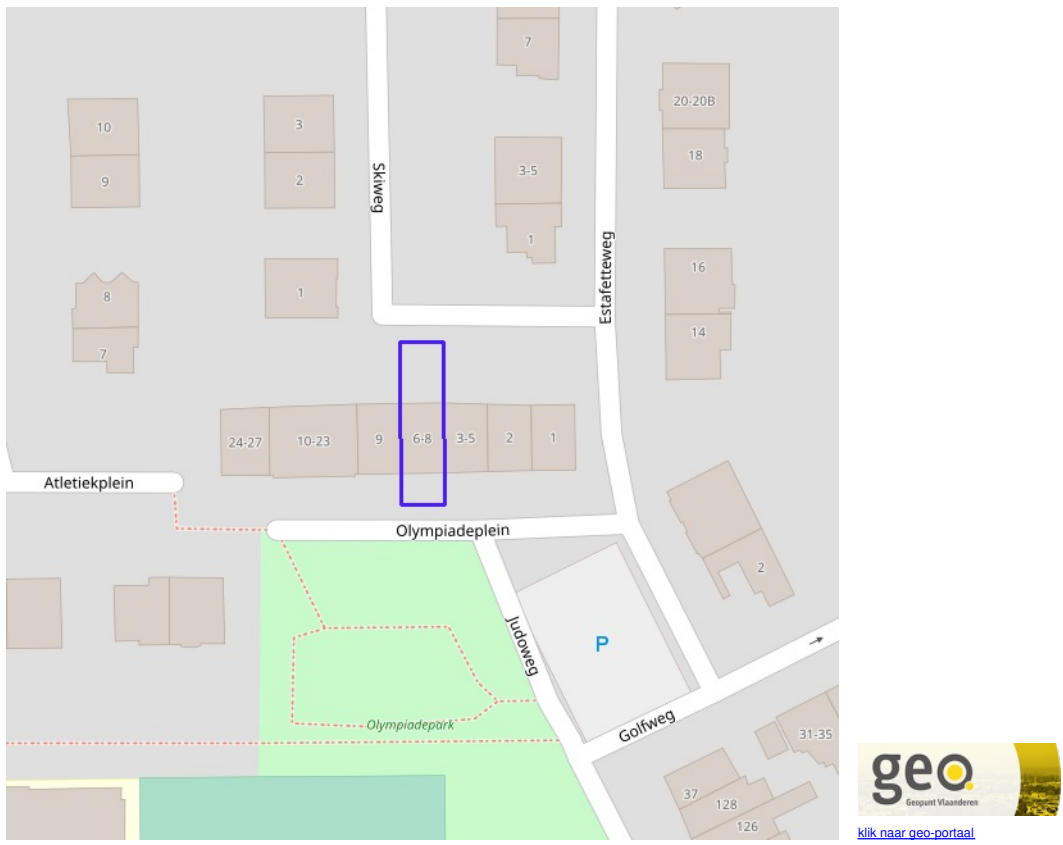 7
20-20B
10
3
18
3-5
9
2
Skiweg
1
Estafetteweg
16
8
1
14
7
24-27
10-23
9
6-8
3-5
2
1
Atletiekplein
Olympiadeplein
2
Judoweg
P
Golfweg
Olympiadepark
31-35
37
128
126
geo
Geopunt Vlaanderen
klik naar geo-portaal